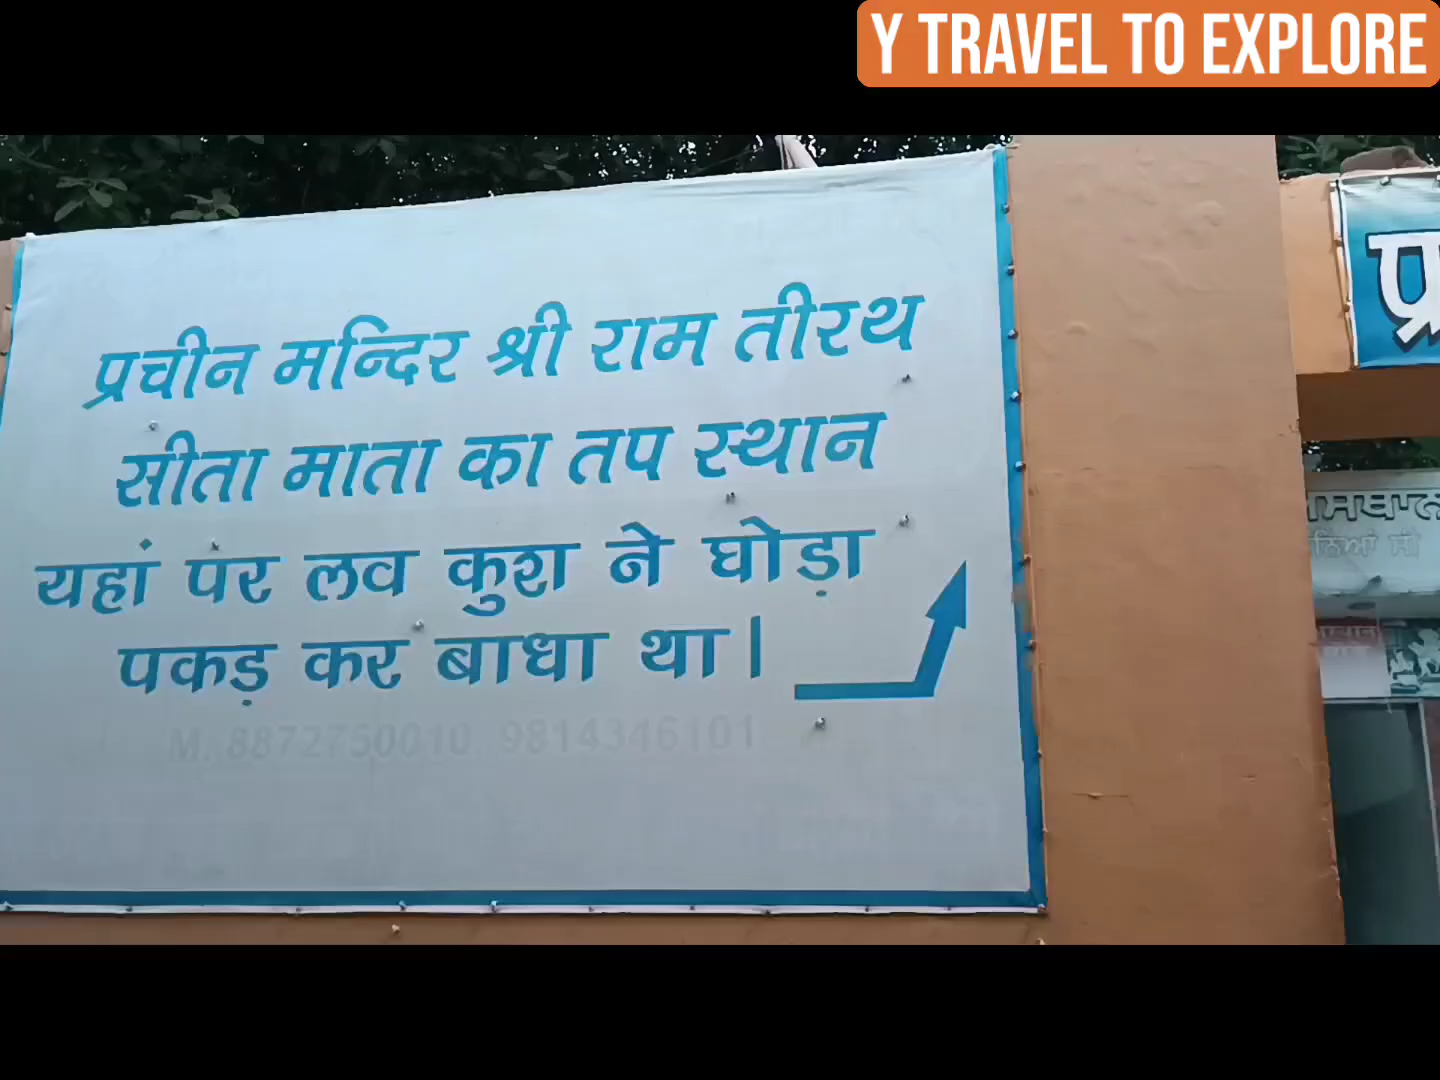 Y TRAVEL TO EXPLORE
प्रचीन मन्दिर श्री राम तीरथ
सीता माता का तप स्थान
यहां पर लव कुश ने घोड़ा
पकड़ कर बाधा था।
M. 8872750010, 9814346101